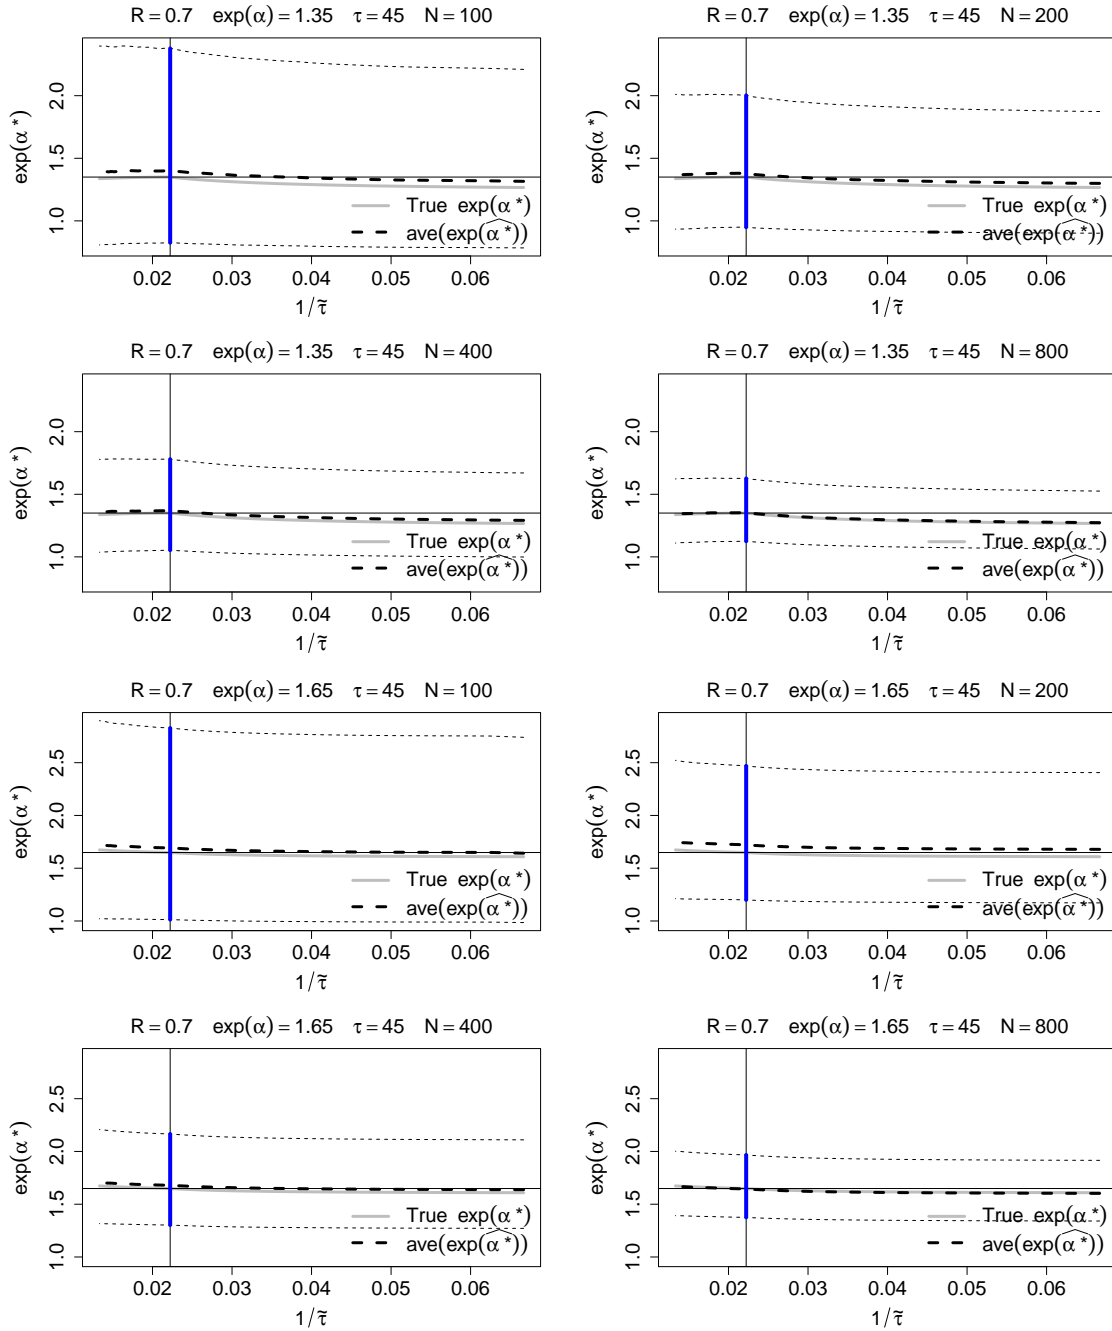 R = 0.7 exp(α) = 1.35 τ = 45 N = 100
exp(α*)
1.0 1.5 2.0
True exp(α*)
ave(exp(α̂*))
0.02 0.03 0.04 0.05 0.06
1/τ̃
R = 0.7 exp(α) = 1.35 τ = 45 N = 200
exp(α*)
1.0 1.5 2.0
True exp(α*)
ave(exp(α̂*))
0.02 0.03 0.04 0.05 0.06
1/τ̃
R = 0.7 exp(α) = 1.35 τ = 45 N = 400
exp(α*)
1.0 1.5 2.0
True exp(α*)
ave(exp(α̂*))
0.02 0.03 0.04 0.05 0.06
1/τ̃
R = 0.7 exp(α) = 1.35 τ = 45 N = 800
exp(α*)
1.0 1.5 2.0
True exp(α*)
ave(exp(α̂*))
0.02 0.03 0.04 0.05 0.06
1/τ̃
R = 0.7 exp(α) = 1.65 τ = 45 N = 100
exp(α*)
1.0 1.5 2.0 2.5
True exp(α*)
ave(exp(α̂*))
0.02 0.03 0.04 0.05 0.06
1/τ̃
R = 0.7 exp(α) = 1.65 τ = 45 N = 200
exp(α*)
1.0 1.5 2.0 2.5
True exp(α*)
ave(exp(α̂*))
0.02 0.03 0.04 0.05 0.06
1/τ̃
R = 0.7 exp(α) = 1.65 τ = 45 N = 400
exp(α*)
1.0 1.5 2.0 2.5
True exp(α*)
ave(exp(α̂*))
0.02 0.03 0.04 0.05 0.06
1/τ̃
R = 0.7 exp(α) = 1.65 τ = 45 N = 800
exp(α*)
1.0 1.5 2.0 2.5
True exp(α*)
ave(exp(α̂*))
0.02 0.03 0.04 0.05 0.06
1/τ̃